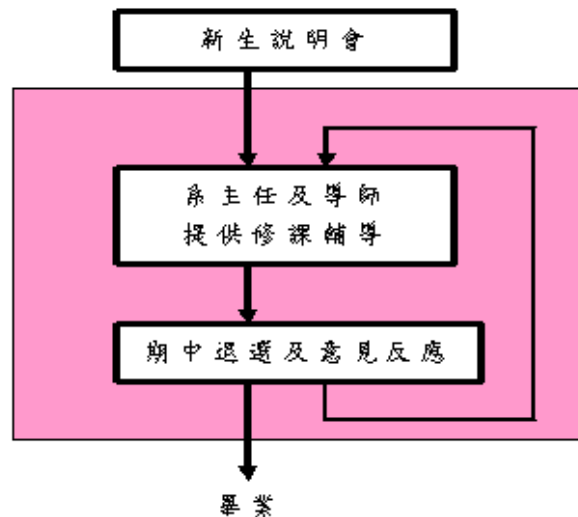 新生說明會
系主任及導師
提供修課輔導
期中退選及意見反應
畢業